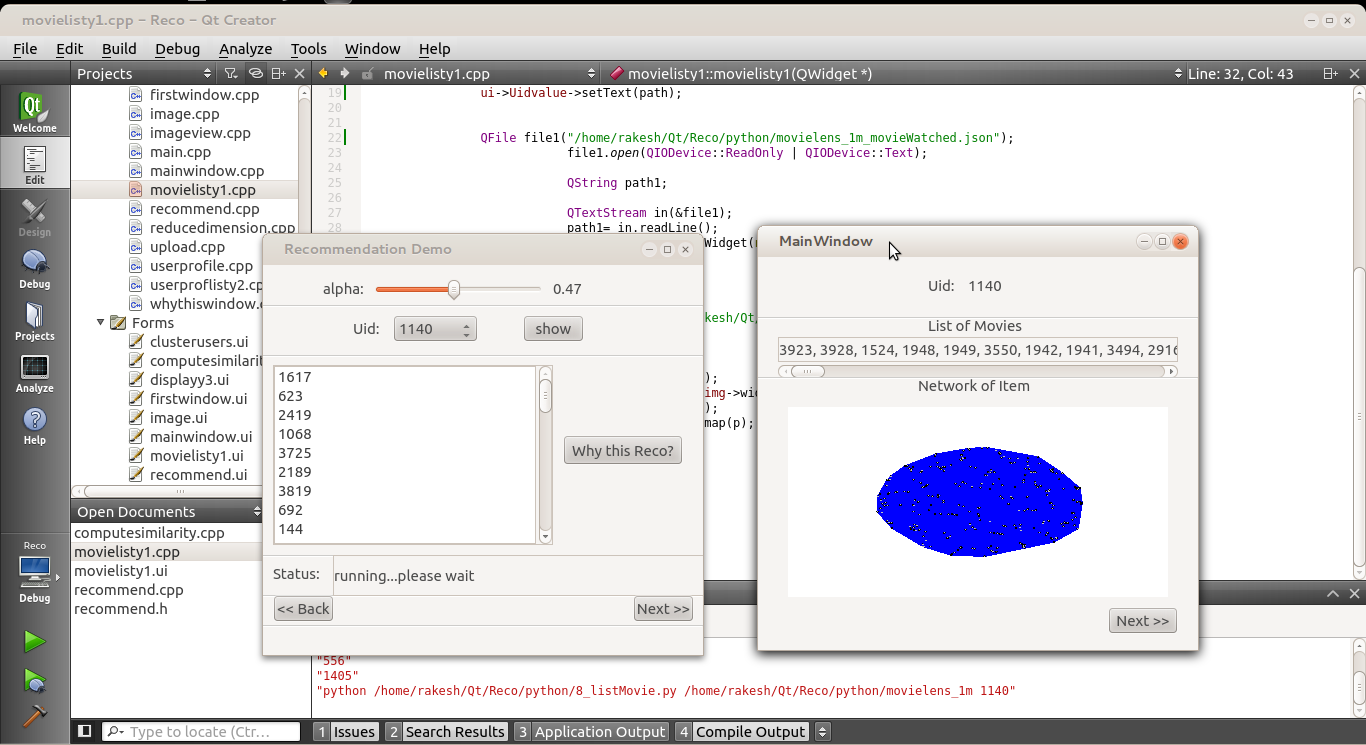 movielisty1.cpp - Reco - Qt Creator
File Edit Build Debug Analyze Tools Window Help
Projects
movielisty1.cpp
movielisty1::movielisty1(QWidget *)
Line: 32, Col: 43
Welcome
Edit
Design
Debug
Projects
Analyze
Help
Reco
Debug
firstwindow.cpp
image.cpp
imageview.cpp
main.cpp
mainwindow.cpp
movielisty1.cpp
recommend.cpp
reducedimension.cpp
upload.cpp
userprofile.cpp
userproflisty2.c
whythiswindow.
Forms
clusterusers.ui
computesimilarit
displayy3.ui
firstwindow.ui
image.ui
mainwindow.ui
movielisty1.ui
recommend.ui
Open Documents
computesimilarity.cpp
movielisty1.cpp
movielisty1.ui
recommend.cpp
recommend.h
19 ui->Uidvalue->setText(path);
20
21
22 QFile file1("/home/rakesh/Qt/Reco/python/movielens_1m_movieWatched.json");
23 file1.open(QIODevice::ReadOnly | QIODevice::Text);
24
25 QString path1;
26
27 QTextStream in(&file1);
28 path1= in.readLine();
Widget(
kesh/Qt/
);
img->wid
);
map(p);
Recommendation Demo
alpha: 0.47
Uid: 1140 show
1617
623
2419
1068
3725
2189
3819
692
144
Why this Reco?
Status: running...please wait
<< Back Next >>
MainWindow
Uid: 1140
List of Movies
3923, 3928, 1524, 1948, 1949, 3550, 1942, 1941, 3494, 2916
Network of Item
Next >>
"556"
"1405"
"python /home/rakesh/Qt/Reco/python/8_listMovie.py /home/rakesh/Qt/Reco/python/movielens_1m 1140"
Type to locate (Ctr...
1 Issues 2 Search Results 3 Application Output 4 Compile Output